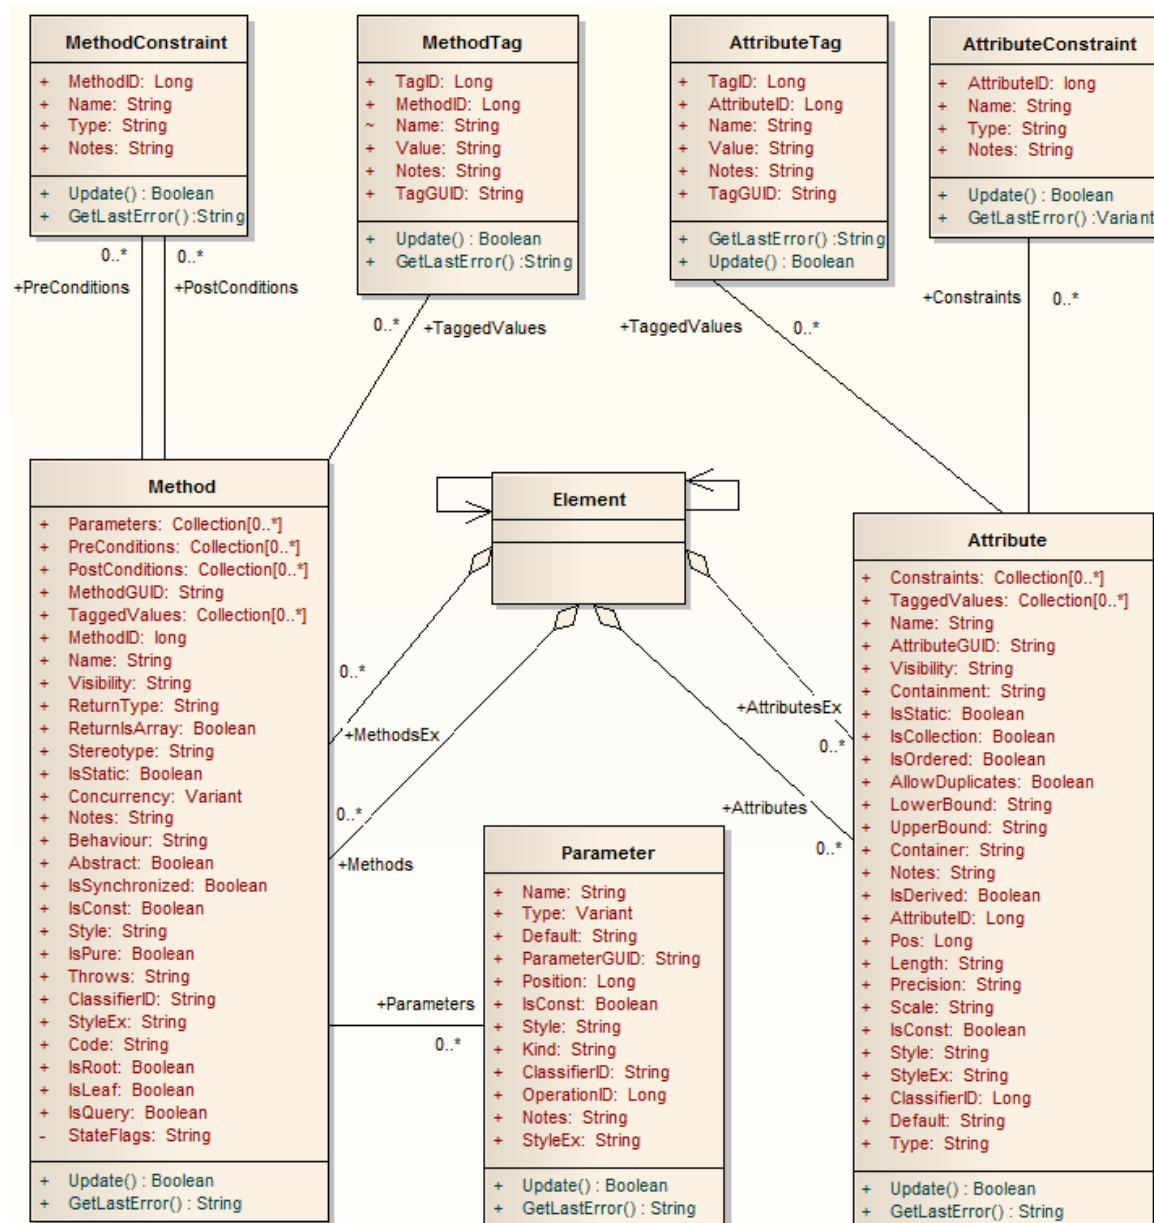 MethodConstraint
+ MethodID: Long
+ Name: String
+ Type: String
+ Notes: String
+ Update() : Boolean
+ GetLastError() :String
MethodTag
+ TagID: Long
+ MethodID: Long
~ Name: String
+ Value: String
+ Notes: String
+ TagGUID: String
+ Update() : Boolean
+ GetLastError() :String
AttributeTag
+ TagID: Long
+ AttributeID: Long
+ Name: String
+ Value: String
+ Notes: String
+ TagGUID: String
+ GetLastError() :String
+ Update() : Boolean
AttributeConstraint
+ AttributeID: long
+ Name: String
+ Type: String
+ Notes: String
+ Update() : Boolean
+ GetLastError() :Variant
0..*
0..*
+PreConditions
+PostConditions
0..*
+TaggedValues
+TaggedValues
0..*
+Constraints
0..*
Method
+ Parameters: Collection[0..*]
+ PreConditions: Collection[0..*]
+ PostConditions: Collection[0..*]
+ MethodGUID: String
+ TaggedValues: Collection[0..*]
+ MethodID: long
+ Name: String
+ Visibility: String
+ ReturnType: String
+ ReturnIsArray: Boolean
+ Stereotype: String
+ IsStatic: Boolean
+ Concurrency: Variant
+ Notes: String
+ Behaviour: String
+ Abstract: Boolean
+ IsSynchronized: Boolean
+ IsConst: Boolean
+ Style: String
+ IsPure: Boolean
+ Throws: String
+ ClassifierID: String
+ StyleEx: String
+ Code: String
+ IsRoot: Boolean
+ IsLeaf: Boolean
+ IsQuery: Boolean
- StateFlags: String
+ Update() : Boolean
+ GetLastError() : String
Element
0..*
+MethodsEx
0..*
+Methods
+AttributesEx
0..*
+Attributes
0..*
Parameter
+ Name: String
+ Type: Variant
+ Default: String
+ ParameterGUID: String
+ Position: Long
+ IsConst: Boolean
+ Style: String
+ Kind: String
+ ClassifierID: String
+ OperationID: Long
+ Notes: String
+ StyleEx: String
+ Update() : Boolean
+ GetLastError() : String
+Parameters
0..*
Attribute
+ Constraints: Collection[0..*]
+ TaggedValues: Collection[0..*]
+ Name: String
+ AttributeGUID: String
+ Visibility: String
+ Containment: String
+ IsStatic: Boolean
+ IsCollection: Boolean
+ IsOrdered: Boolean
+ AllowDuplicates: Boolean
+ LowerBound: String
+ UpperBound: String
+ Container: String
+ Notes: String
+ IsDerived: Boolean
+ AttributeID: Long
+ Pos: Long
+ Length: String
+ Precision: String
+ Scale: String
+ IsConst: Boolean
+ Style: String
+ StyleEx: String
+ ClassifierID: Long
+ Default: String
+ Type: String
+ Update() : Boolean
+ GetLastError() : String